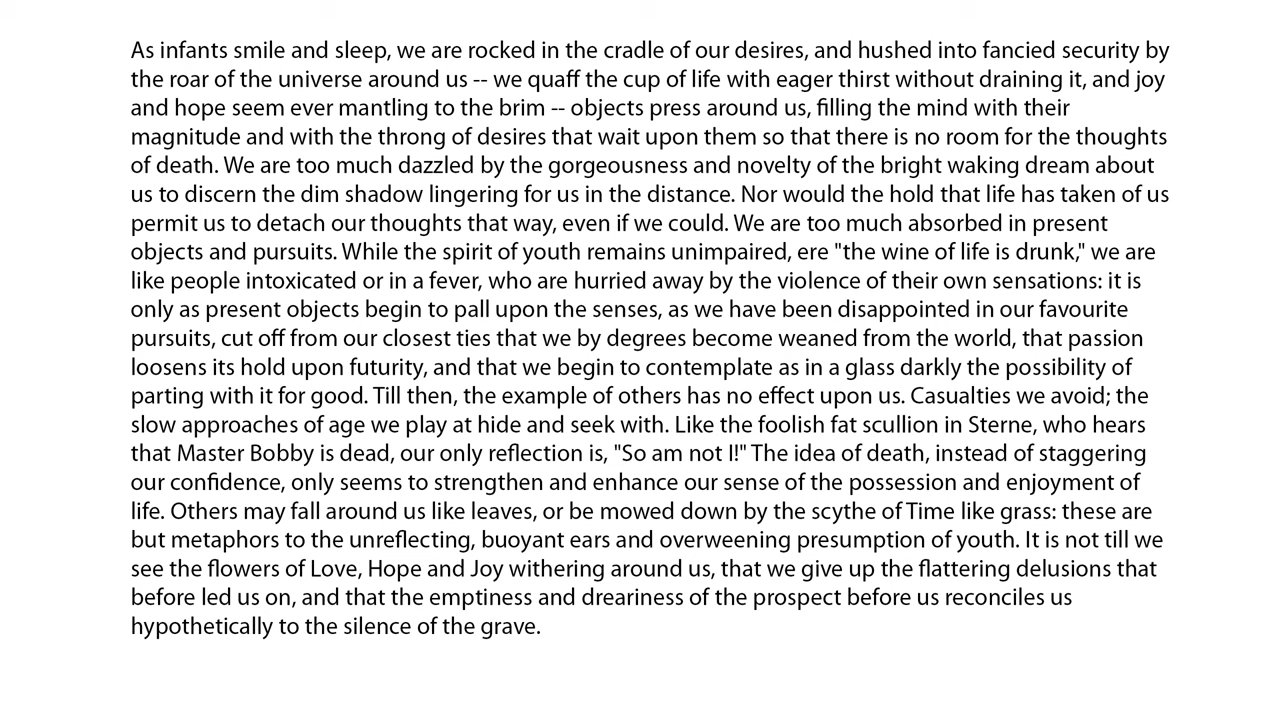 As infants smile and sleep, we are rocked in the cradle of our desires, and hushed into fancied security by
the roar of the universe around us -- we quaff the cup of life with eager thirst without draining it, and joy
and hope seem ever mantling to the brim -- objects press around us, filling the mind with their
magnitude and with the throng of desires that wait upon them so that there is no room for the thoughts
of death. We are too much dazzled by the gorgeousness and novelty of the bright waking dream about
us to discern the dim shadow lingering for us in the distance. Nor would the hold that life has taken of us
permit us to detach our thoughts that way, even if we could. We are too much absorbed in present
objects and pursuits. While the spirit of youth remains unimpaired, ere "the wine of life is drunk," we are
like people intoxicated or in a fever, who are hurried away by the violence of their own sensations: it is
only as present objects begin to pall upon the senses, as we have been disappointed in our favourite
pursuits, cut off from our closest ties that we by degrees become weaned from the world, that passion
loosens its hold upon futurity, and that we begin to contemplate as in a glass darkly the possibility of
parting with it for good. Till then, the example of others has no effect upon us. Casualties we avoid; the
slow approaches of age we play at hide and seek with. Like the foolish fat scullion in Sterne, who hears
that Master Bobby is dead, our only reflection is, "So am not I!" The idea of death, instead of staggering
our confidence, only seems to strengthen and enhance our sense of the possession and enjoyment of
life. Others may fall around us like leaves, or be mowed down by the scythe of Time like grass: these are
but metaphors to the unreflecting, buoyant ears and overweening presumption of youth. It is not till we
see the flowers of Love, Hope and Joy withering around us, that we give up the flattering delusions that
before led us on, and that the emptiness and dreariness of the prospect before us reconciles us
hypothetically to the silence of the grave.